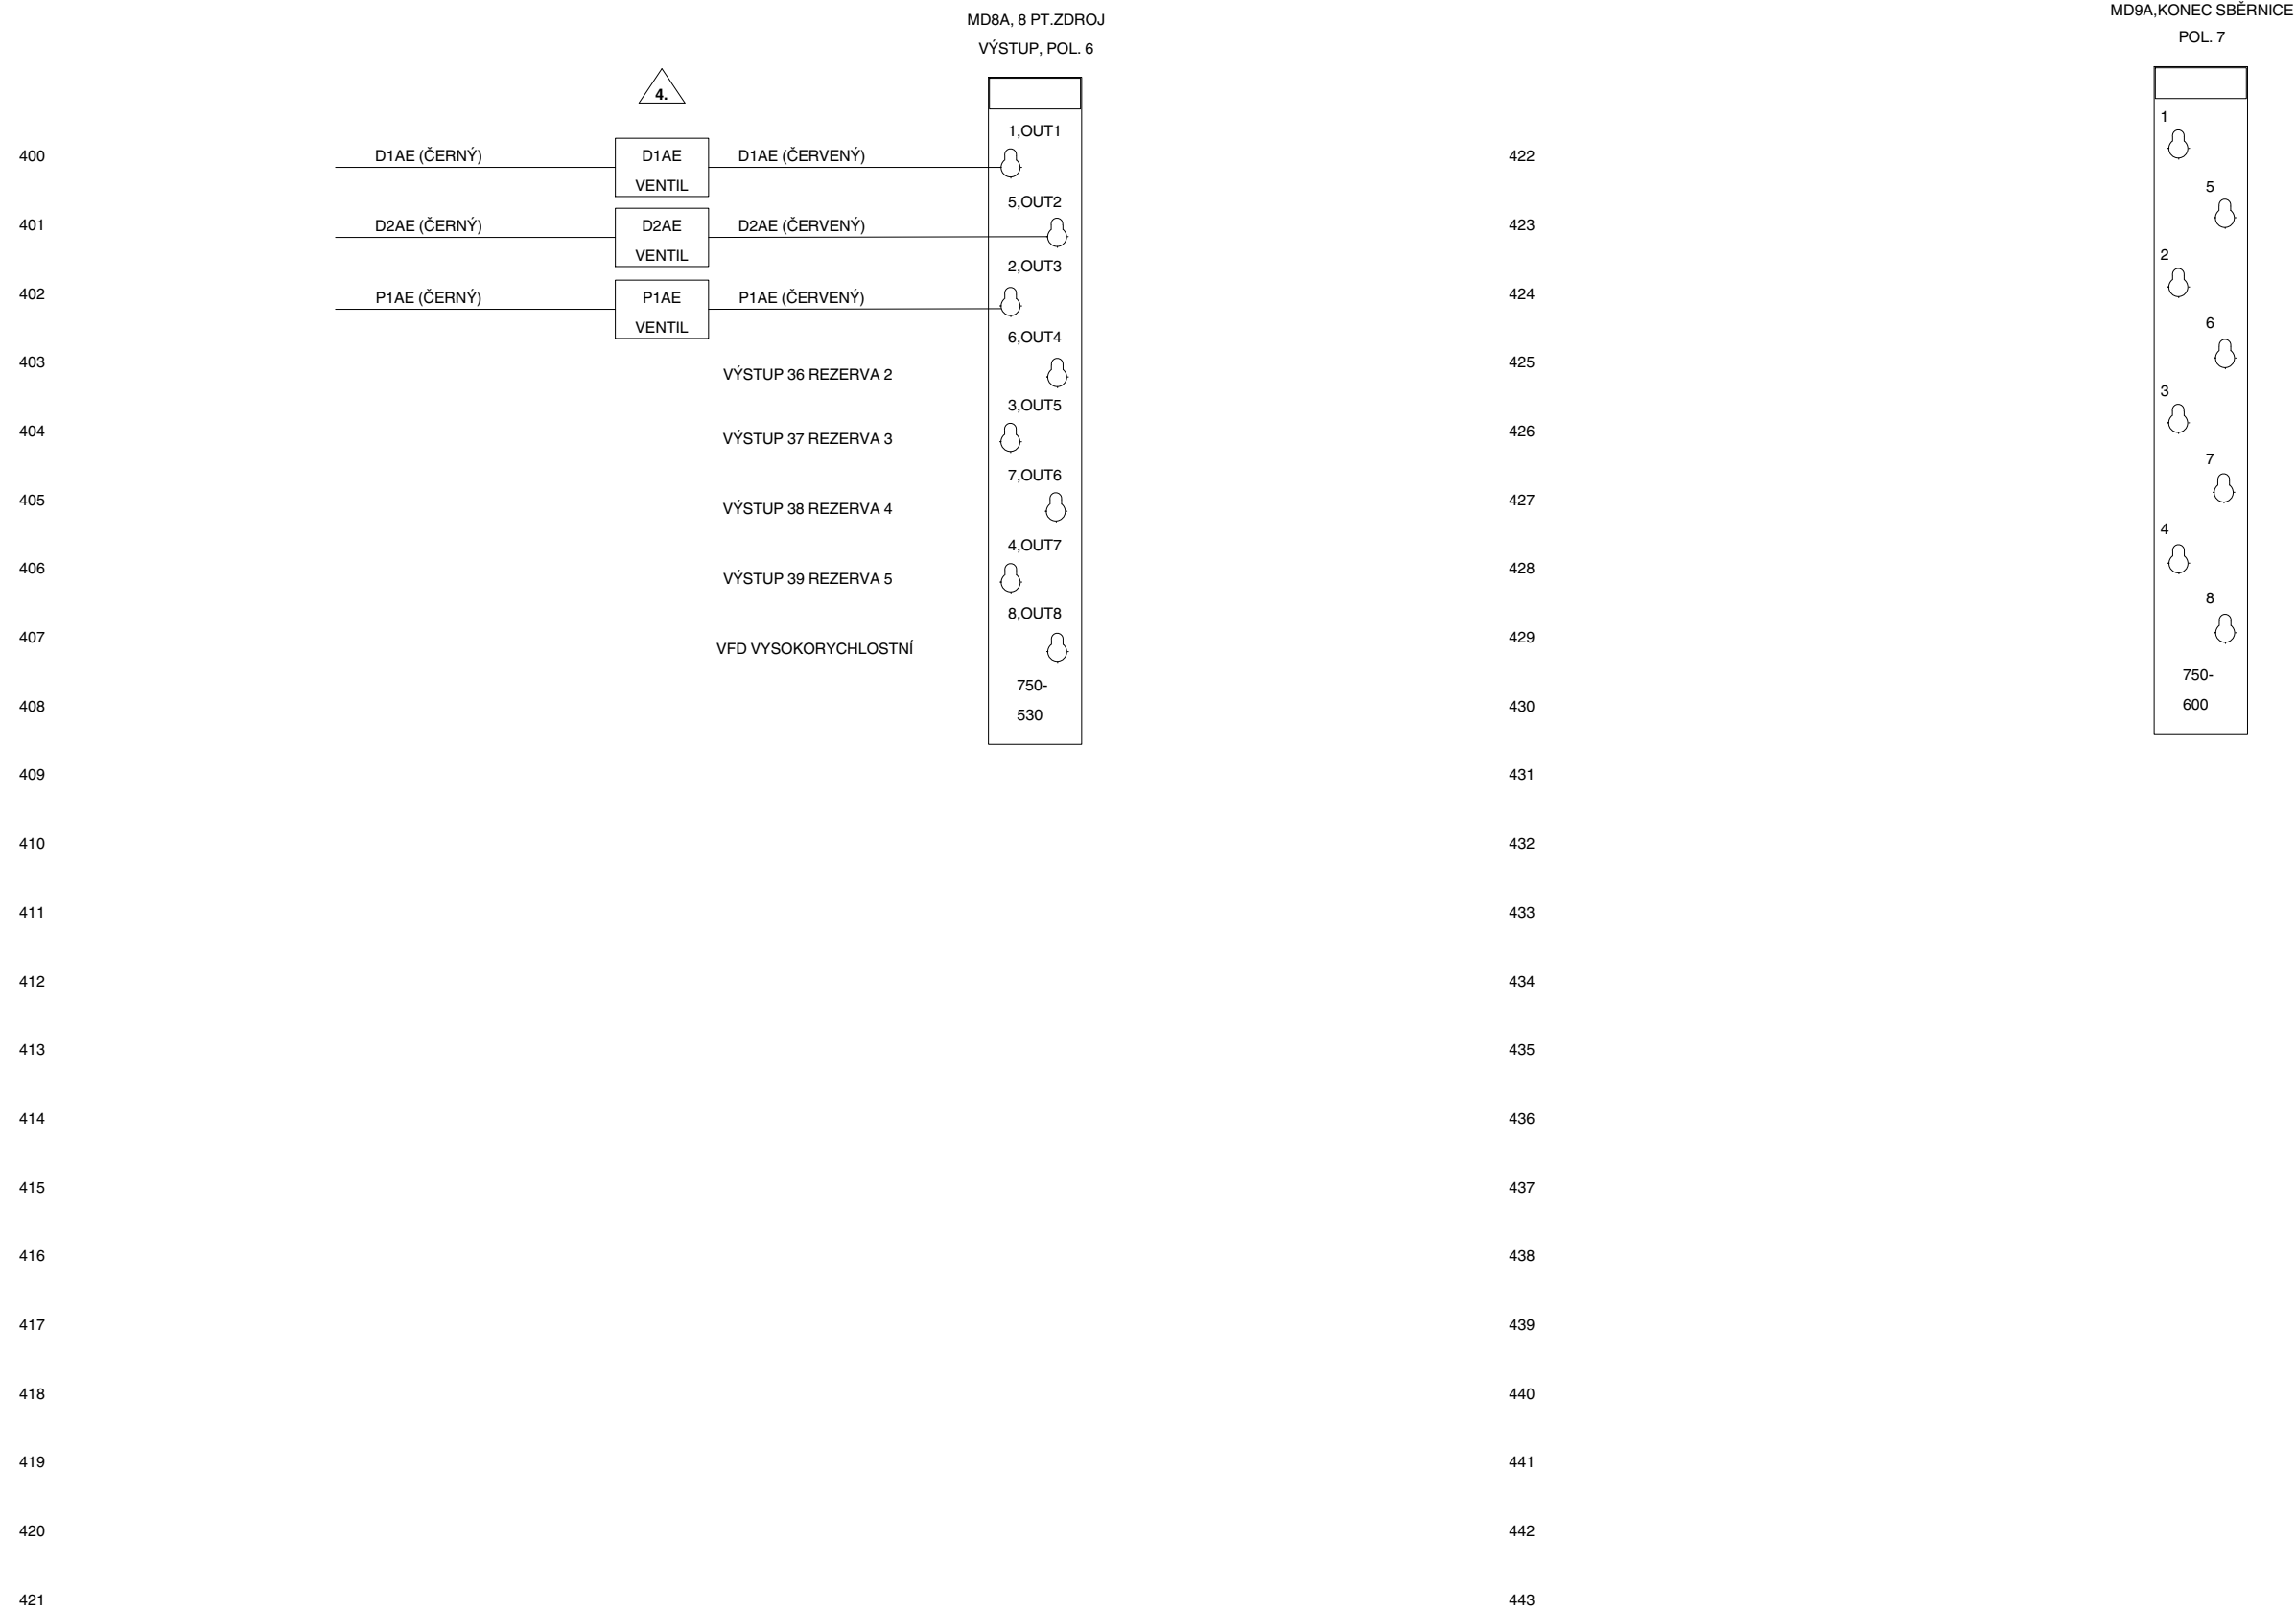 MD8A, 8 PT.ZDROJ
VÝSTUP, POL. 6
4.
400
D1AE (ČERNÝ)
D1AE
VENTIL
D1AE (ČERVENÝ)
1,OUT1
401
D2AE (ČERNÝ)
D2AE
VENTIL
D2AE (ČERVENÝ)
5,OUT2
402
P1AE (ČERNÝ)
P1AE
VENTIL
P1AE (ČERVENÝ)
2,OUT3
403
VÝSTUP 36 REZERVA 2
6,OUT4
404
VÝSTUP 37 REZERVA 3
3,OUT5
405
VÝSTUP 38 REZERVA 4
7,OUT6
406
VÝSTUP 39 REZERVA 5
4,OUT7
407
VFD VYSOKORYCHLOSTNÍ
8,OUT8
408
750-
530
409
410
411
412
413
414
415
416
417
418
419
420
421
MD9A,KONEC SBĚRNICE
POL. 7
422
1
423
5
424
2
425
6
426
3
427
7
428
4
429
8
430
750-
600
431
432
433
434
435
436
437
438
439
440
441
442
443